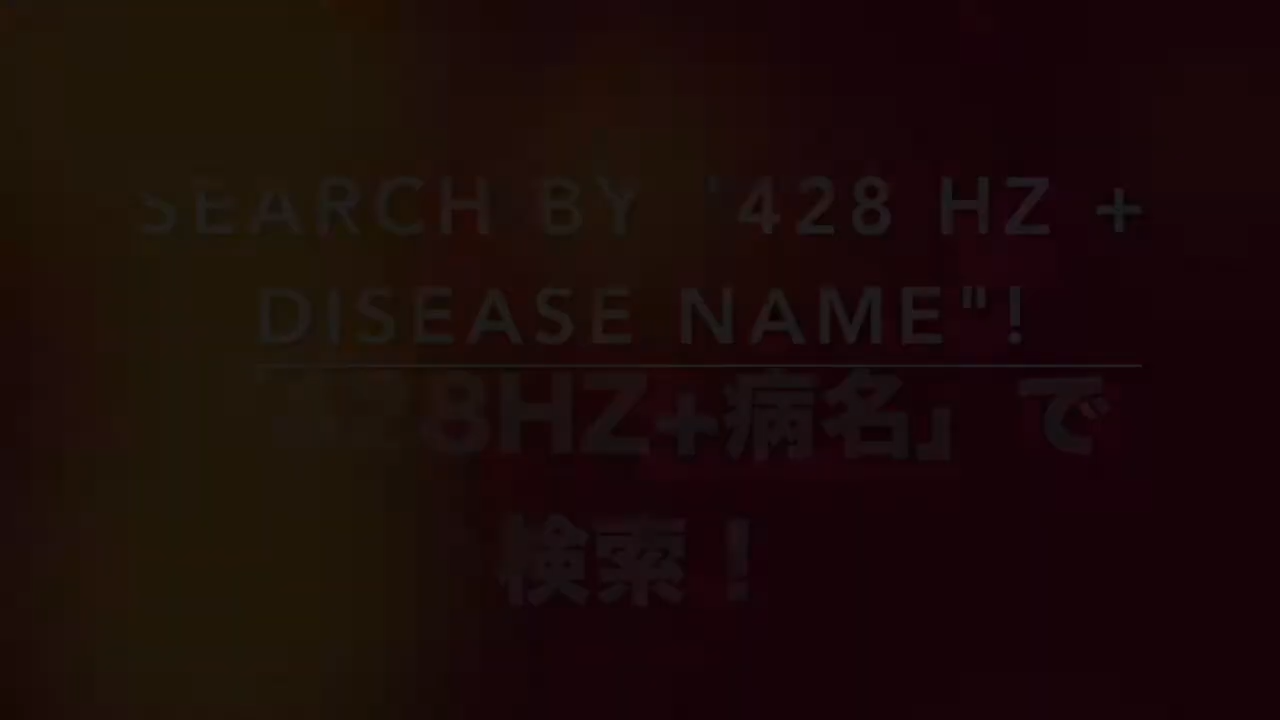 SEARCH BY "428 HZ +
DISEASE NAME"!
8HZ+病名」で
検索！